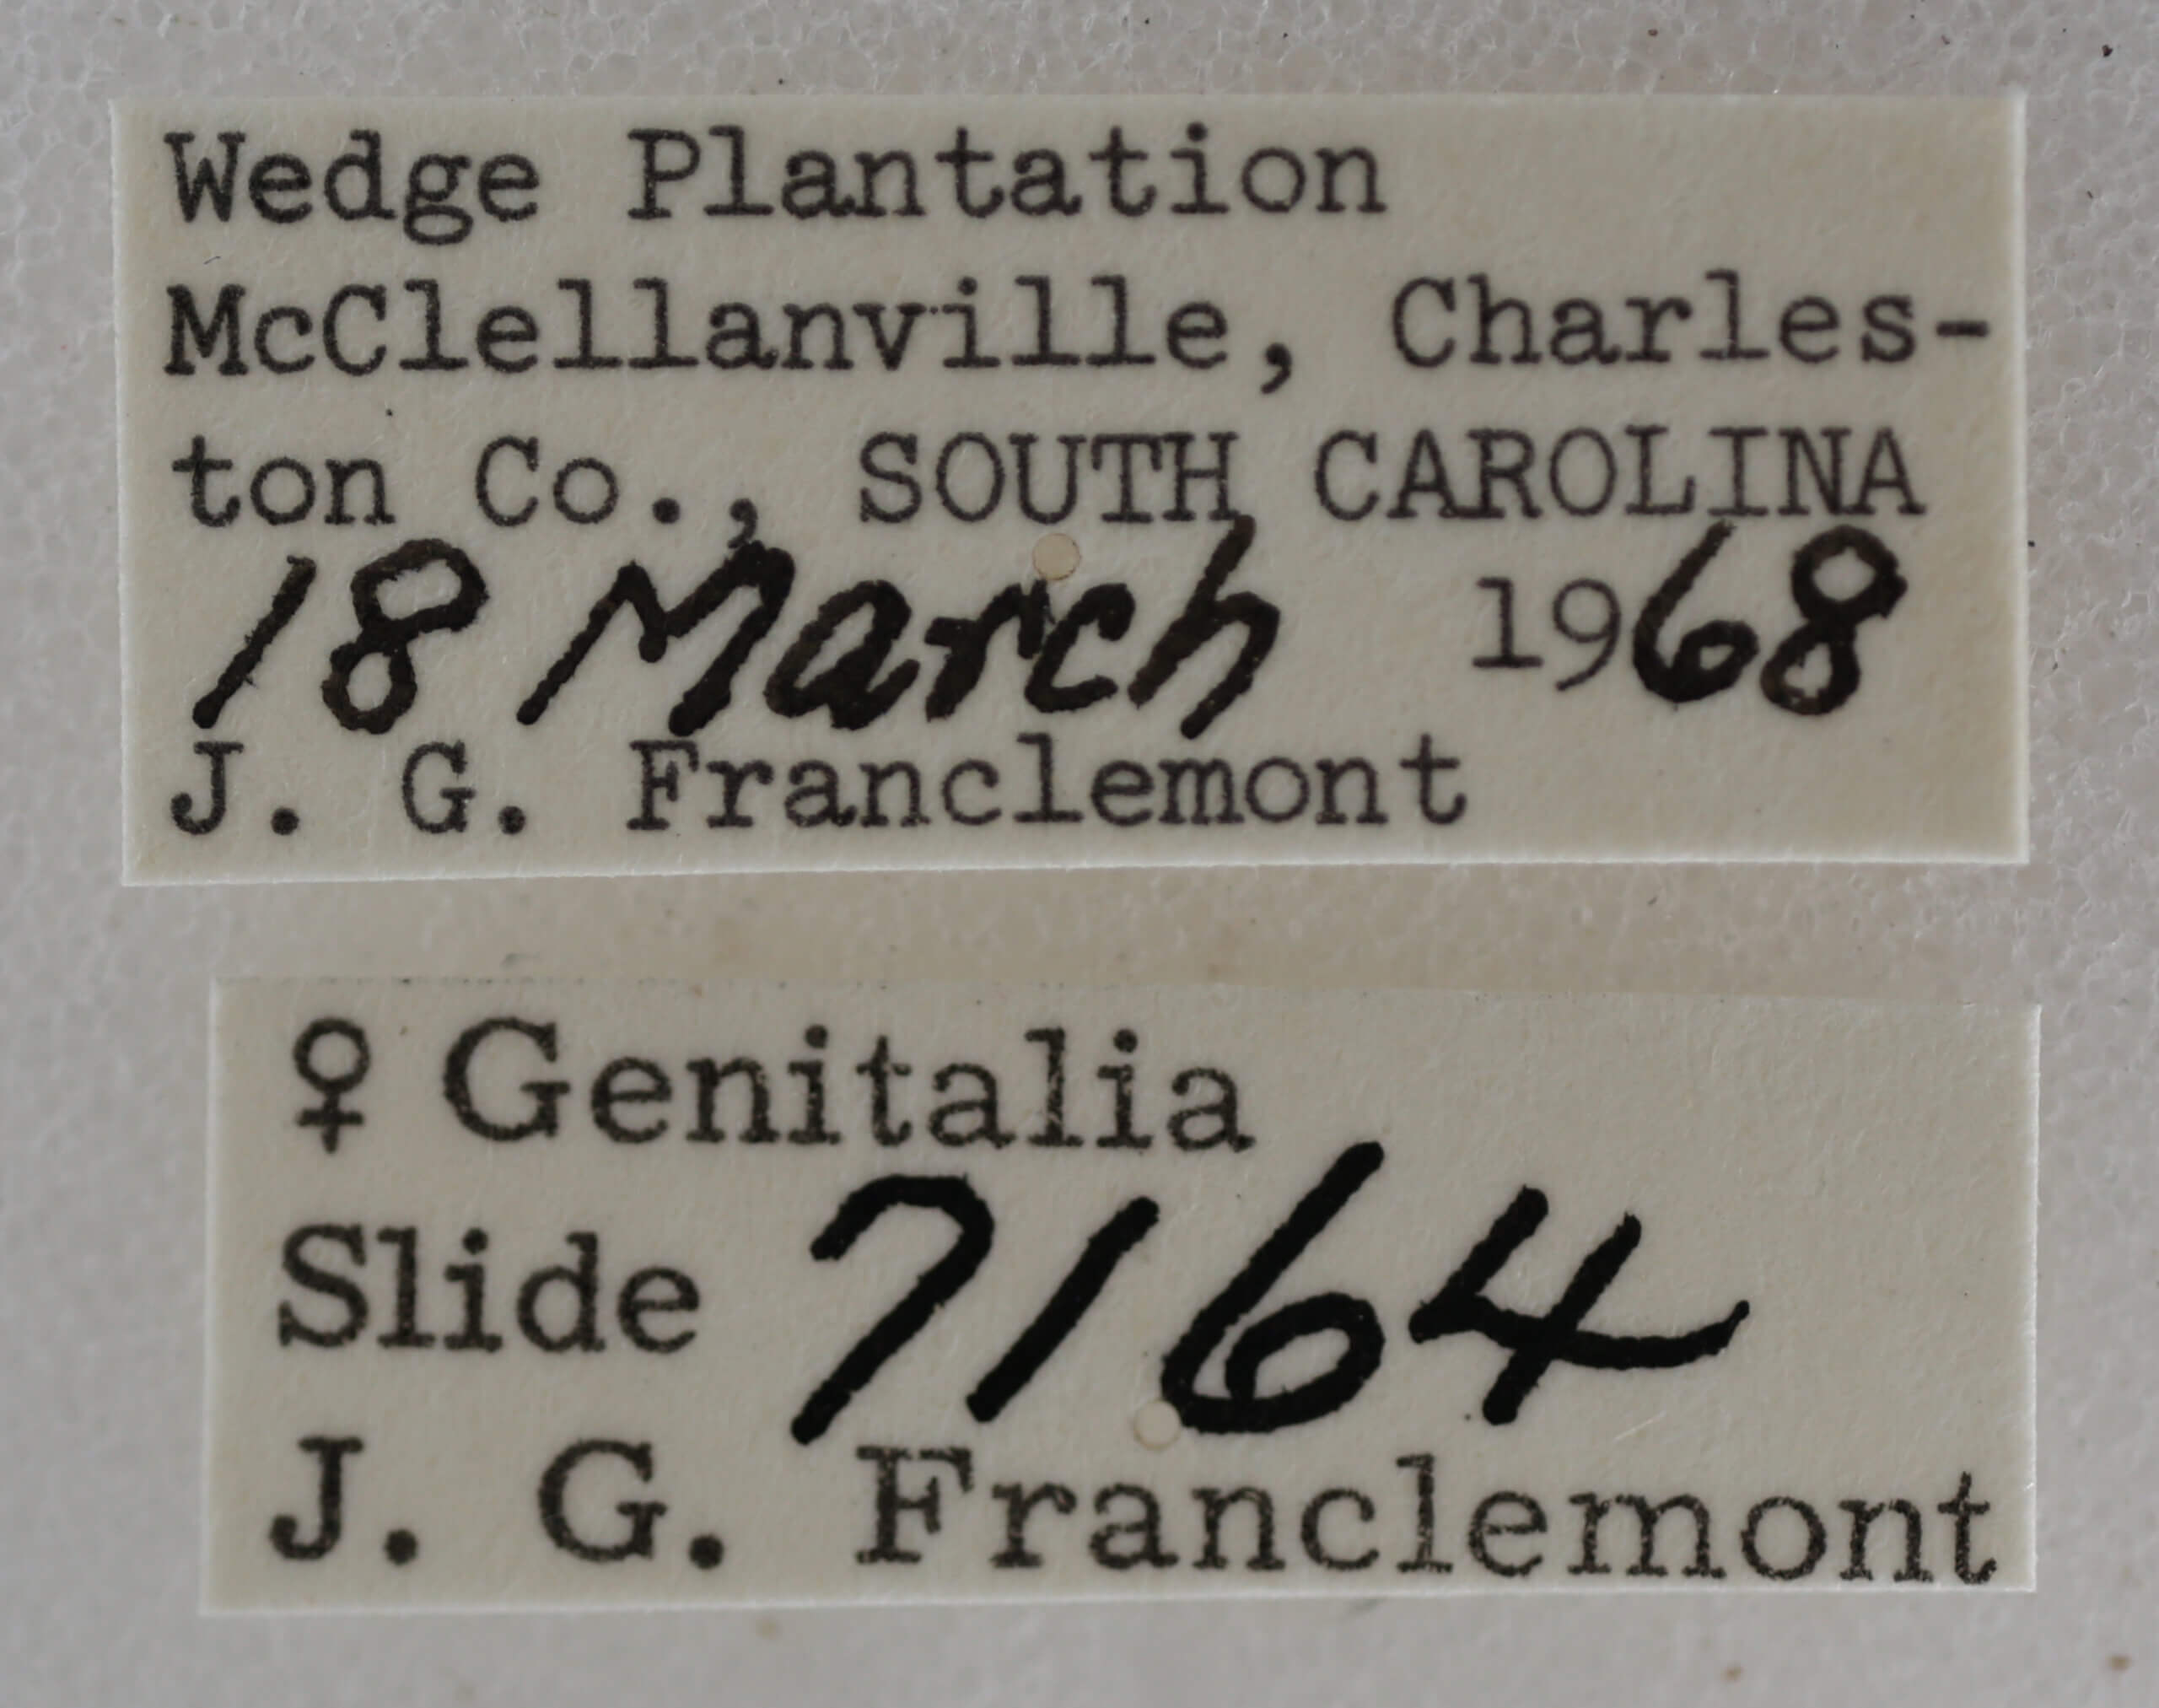 Wedge Plantation
McClellanville, Charles-
ton Co., SOUTH CAROLINA
18 March 1968
J. G. Franclemont
♀ Genitalia
Slide 7164
J. G. Franclemont